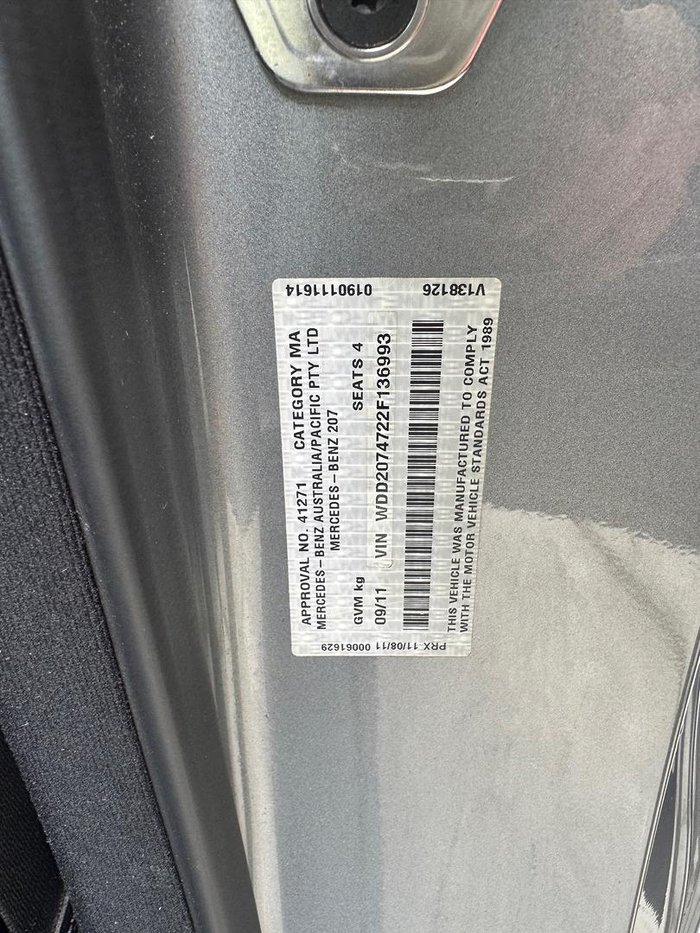 APPROVAL NO. 41271 CATEGORY MA
MERCEDES-BENZ AUSTRALIA/PACIFIC PTY LTD
MERCEDES-BENZ 207
GVM kg SEATS 4
09/11 VIN WDD2074722F136993
THIS VEHICLE WAS MANUFACTURED TO COMPLY
WITH THE MOTOR VEHICLE STANDARDS ACT 1989
0190111614
V138126
PRX 11/08/11 000061629